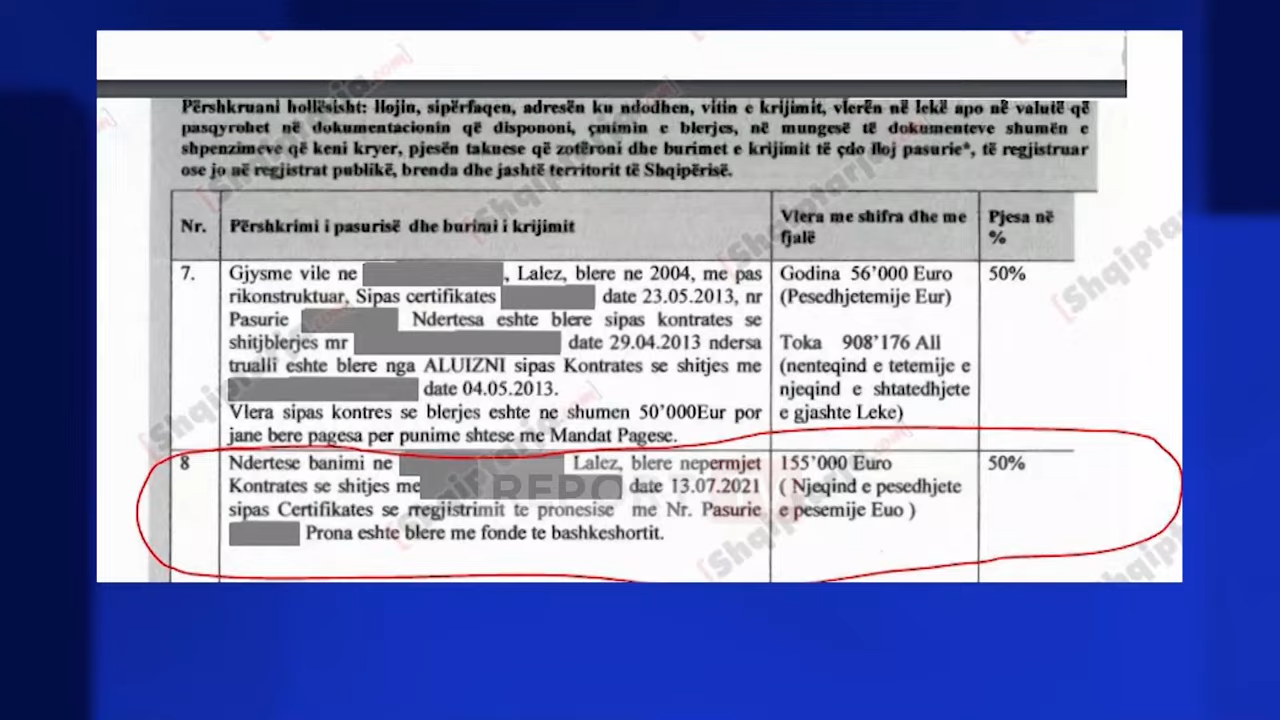 Përshkruani hollësisht: llojin, sipërfaqen, adresën ku ndodhen, vitin e krijimit, vlerën në lekë apo në valutë që
pasqyrohet në dokumentacionin që dispononi, çmimin e blerjes, në mungesë të dokumenteve shumën e
shpenzimeve që keni kryer, pjesën takuese që zotëroni dhe burimet e krijimit të çdo lloj pasurie*, të regjistruar
ose jo në regjistrat publikë, brenda dhe jashtë territorit të Shqipërisë.
Nr.
Përshkrimi i pasurisë dhe burimi i krijimit
Vlera me shifra dhe me
fjalë
Pjesa në
%
7.
Gjysme vile ne , Lalez, blere ne 2004, me pas
rikonstruktuar, Sipas certifikates date 23.05.2013, nr
Pasurie Ndertesa eshte blere sipas kontrates se
shitjblerjes mr date 29.04.2013 ndersa
trualli eshte blere nga ALUIZNI sipas Kontrates se shitjes me
date 04.05.2013.
Vlera sipas kontres se blerjes eshte ne shumen 50’000Eur por
jane bere pagesa per punime shtese me Mandat Pagese.
Godina 56’000 Euro
(Pesedhjetemije Eur)
Toka 908’176 All
(nenteqind e tetemije e
njeqind e shtatedhjete
e gjashte Leke)
50%
8
Ndertese banimi ne Lalez, blere nepermjet
Kontrates se shitjes me date 13.07.2021
sipas Certifikates se rregjistrimit te pronesise me Nr. Pasurie
Prona eshte blere me fonde te bashkeshortit.
155’000 Euro
( Njeqind e pesedhjete
e pesemije Euo )
50%
[Shqiptarja.com]
REPORT